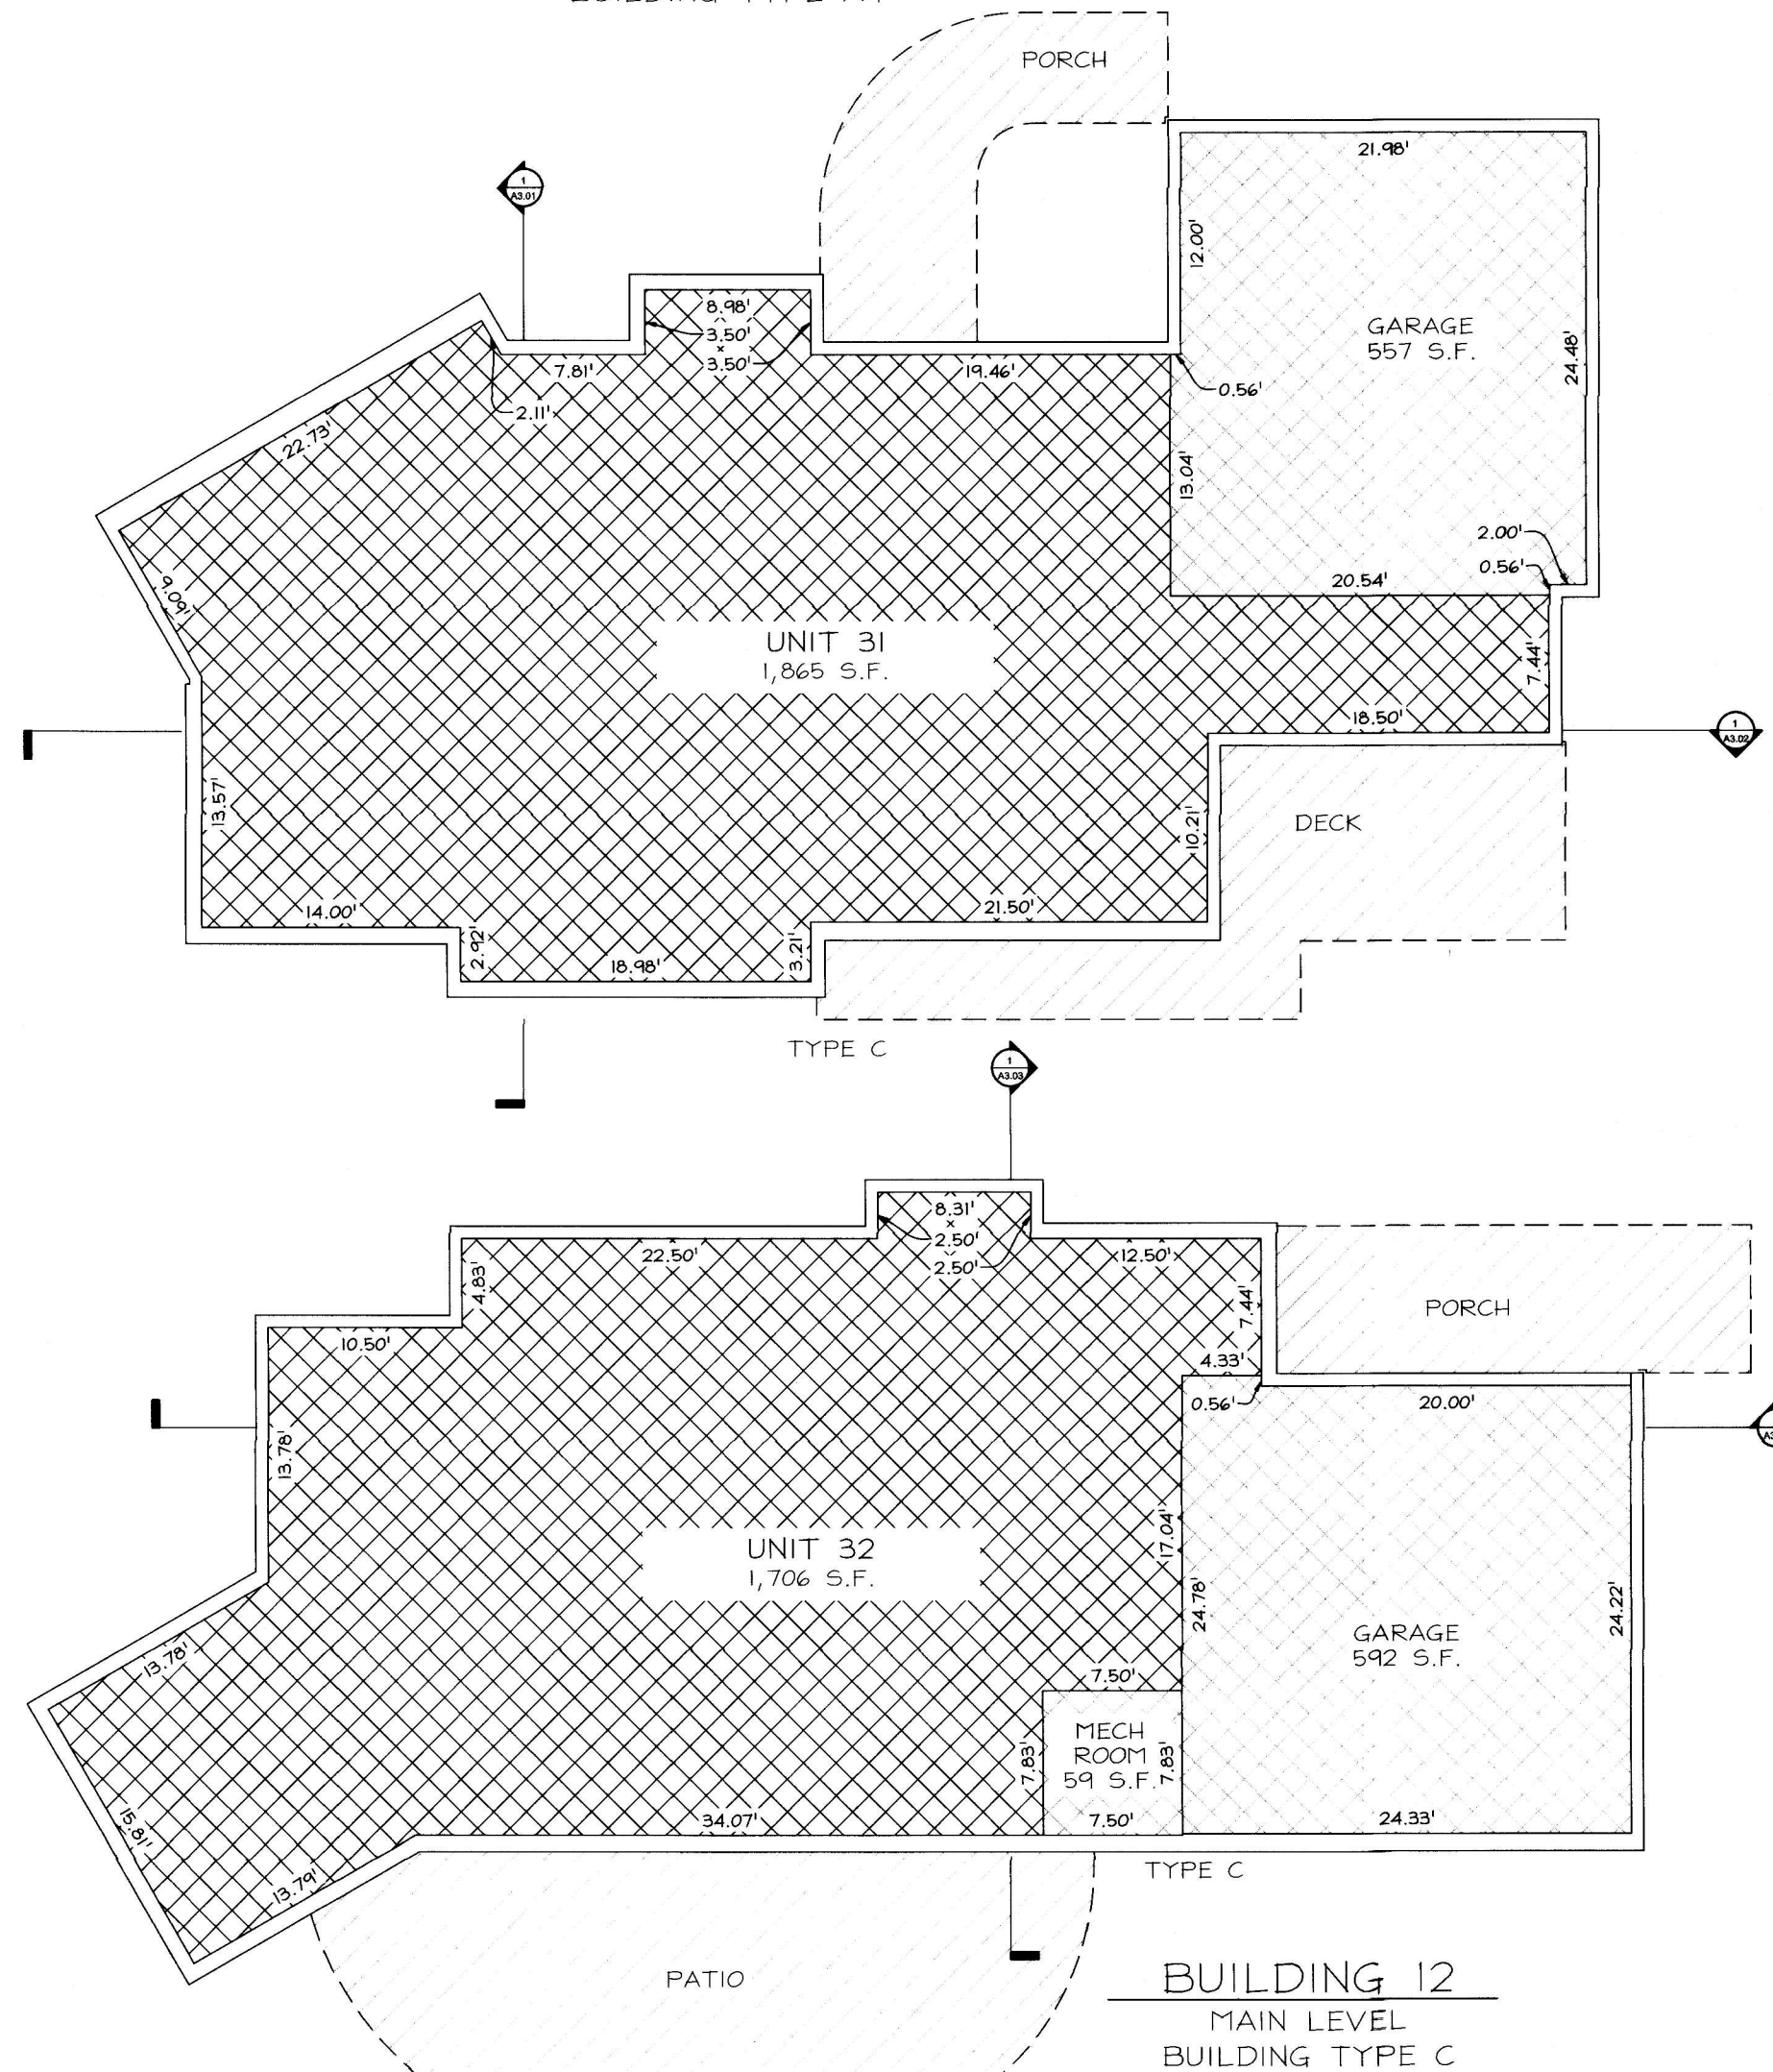 PORCH
21.98'
1
A3.01
12.00'
8.98'
3.50'
3.50'
GARAGE
557 S.F.
24.48'
7.81'
19.46'
0.56'
2.11'
22.73'
13.04'
2.00'
0.56'
20.54'
9.09'
UNIT 31
1,865 S.F.
7.44'
18.50'
1
A3.02
13.57'
10.21'
DECK
14.00'
21.50'
2.92'
18.98'
3.21'
TYPE C
1
A3.03
8.31'
2.50'
2.50'
22.50'
12.50'
4.83'
7.44'
PORCH
10.50'
4.33'
0.56'
20.00'
13.78'
17.04'
UNIT 32
1,706 S.F.
24.78'
24.22'
GARAGE
592 S.F.
13.78'
7.50'
MECH
ROOM
59 S.F.
7.83'
7.83'
15.81'
34.07'
7.50'
24.33'
13.79'
TYPE C
PATIO
BUILDING 12
MAIN LEVEL
BUILDING TYPE C